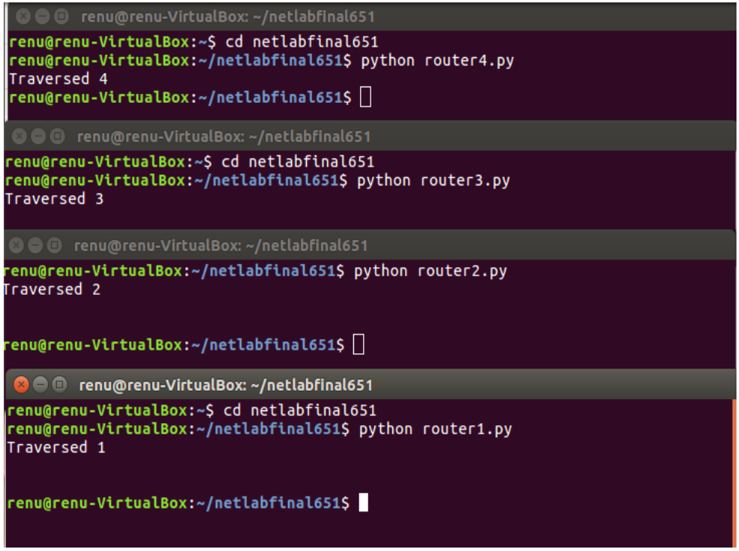 renu@renu-VirtualBox: ~/netlabfinal651
renu@renu-VirtualBox:~$ cd netlabfinal651
renu@renu-VirtualBox:~/netlabfinal651$ python router4.py
Traversed 4
renu@renu-VirtualBox:~/netlabfinal651$
renu@renu-VirtualBox: ~/netlabfinal651
renu@renu-VirtualBox:~$ cd netlabfinal651
renu@renu-VirtualBox:~/netlabfinal651$ python router3.py
Traversed 3
renu@renu-VirtualBox: ~/netlabfinal651
renu@renu-VirtualBox:~/netlabfinal651$ python router2.py
Traversed 2
renu@renu-VirtualBox:~/netlabfinal651$
renu@renu-VirtualBox: ~/netlabfinal651
renu@renu-VirtualBox:~$ cd netlabfinal651
renu@renu-VirtualBox:~/netlabfinal651$ python router1.py
Traversed 1
renu@renu-VirtualBox:~/netlabfinal651$